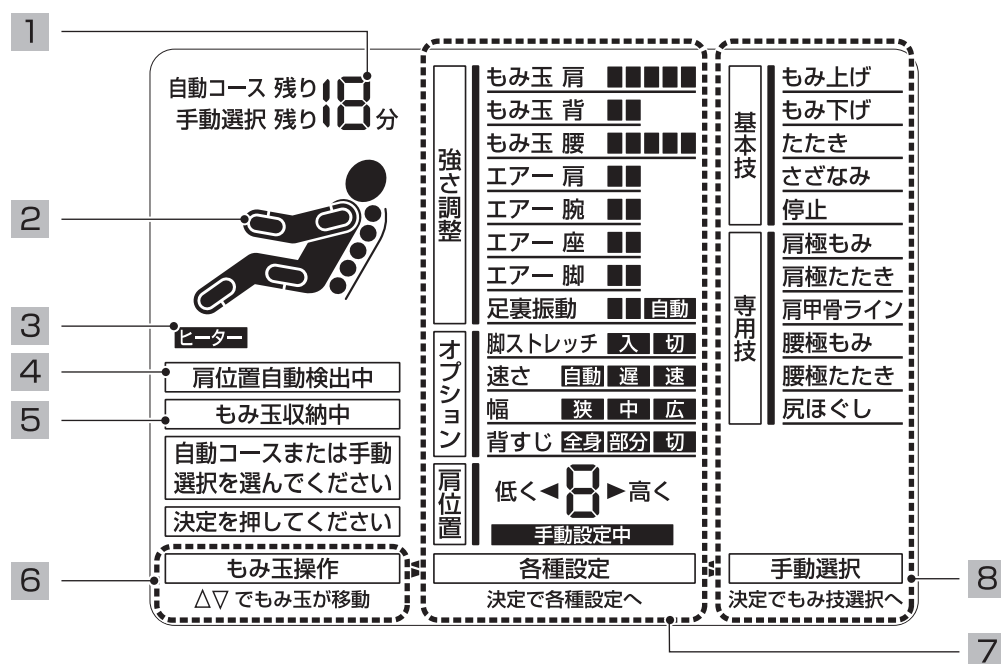 1
自動コース 残り
手動選択 残り 18 分
2
3
ヒーター
4
肩位置自動検出中
5
もみ玉収納中
自動コースまたは手動
選択を選んでください
決定を押してください
6
もみ玉操作
△▽ でもみ玉が移動
強さ調整
もみ玉 肩
もみ玉 背
もみ玉 腰
エアー 肩
エアー 腕
エアー 座
エアー 脚
足裏振動 自動
オプション
脚ストレッチ 入 切
速さ 自動 遅 速
幅 狭 中 広
背すじ 全身 部分 切
肩位置
低く◀8▶高く
手動設定中
各種設定
決定で各種設定へ
7
基本技
もみ上げ
もみ下げ
たたき
さざなみ
停止
専用技
肩極もみ
肩極たたき
肩甲骨ライン
腰極もみ
腰極たたき
尻ほぐし
手動選択
決定でもみ技選択へ
8